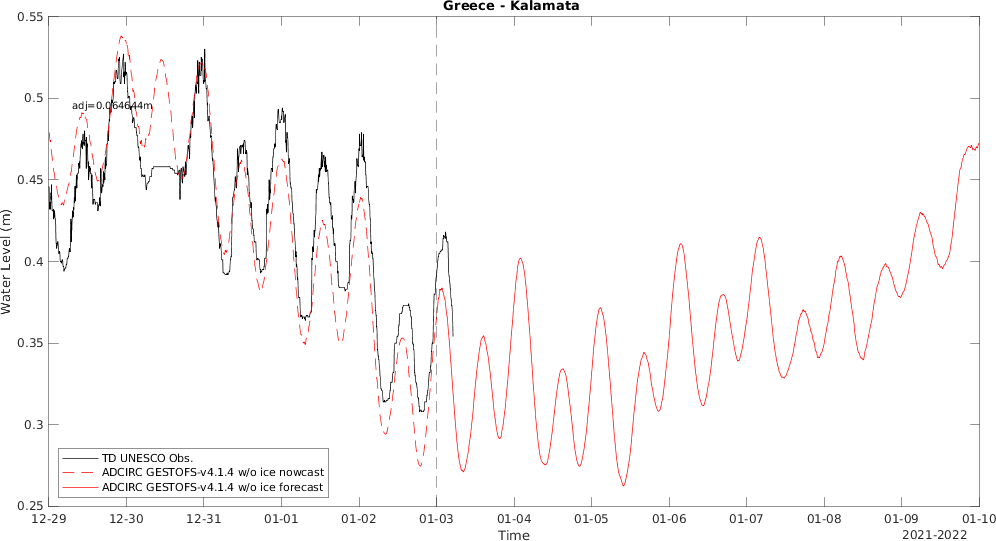 Greece - Kalamata
Water Level (m)
0.55
0.5
0.45
0.4
0.35
0.3
0.25
adj=0.064644m
TD UNESCO Obs.
ADCIRC GESTOFS-v4.1.4 w/o ice nowcast
ADCIRC GESTOFS-v4.1.4 w/o ice forecast
12-29 12-30 12-31 01-01 01-02 01-03 01-04 01-05 01-06 01-07 01-08 01-09 01-10
Time
2021-2022